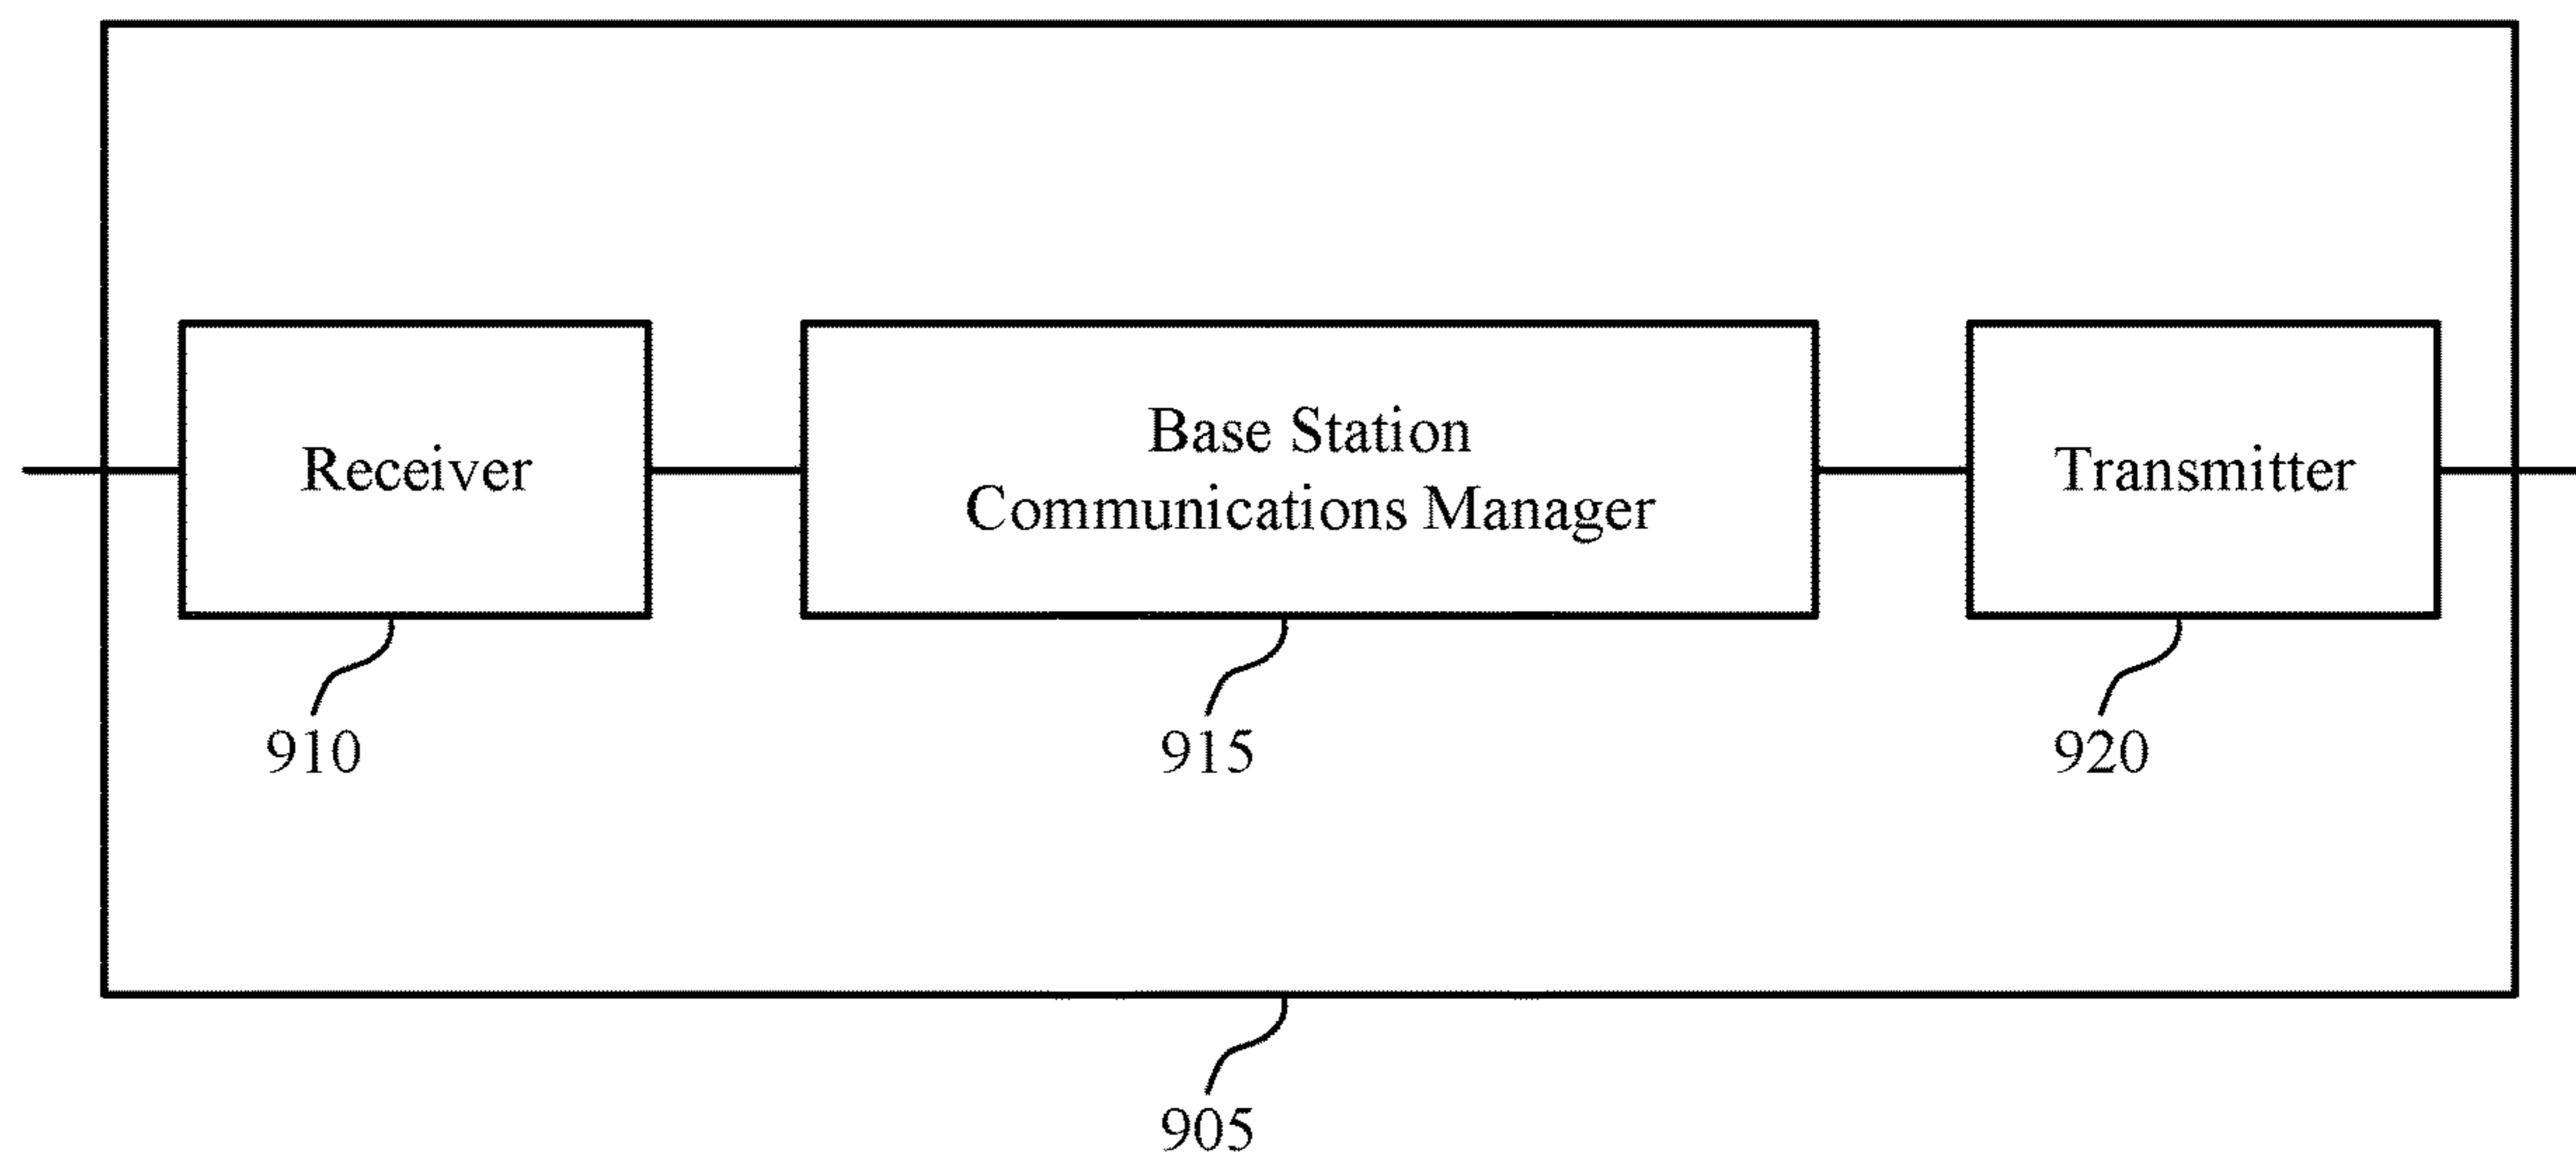 Receiver
Base Station
Communications Manager
Transmitter
910
915
920
905